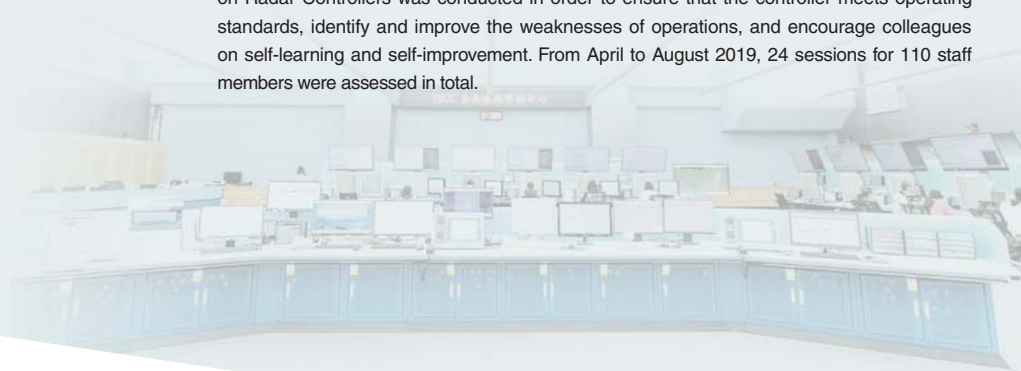 on Radar Controllers was conducted in order to ensure that the controller meets operating
standards, identify and improve the weaknesses of operations, and encourage colleagues
on self-learning and self-improvement. From April to August 2019, 24 sessions for 110 staff
members were assessed in total.